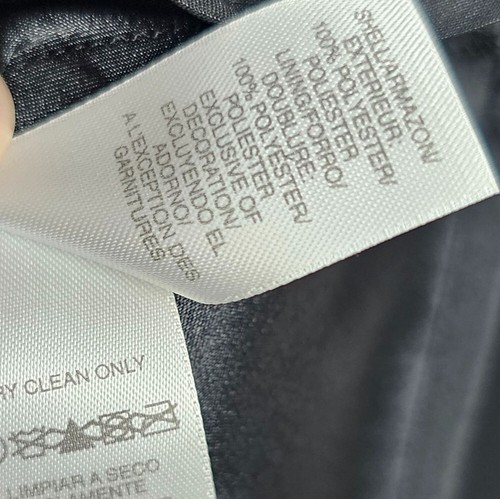 SHELL/ARMAZON/
EXTERIEUR
100% POLYESTER/
POLIESTER
LINING/FORRO/
DOUBLURE:
100% POLYESTER/
POLIESTER
EXCLUSIVE OF
DECORATION/
EXCLUYENDO EL
ADORNO/
A L'EXCEPTION DES
GARNITURES
RY CLEAN ONLY
LIMPIAR A SECO
AMENTE